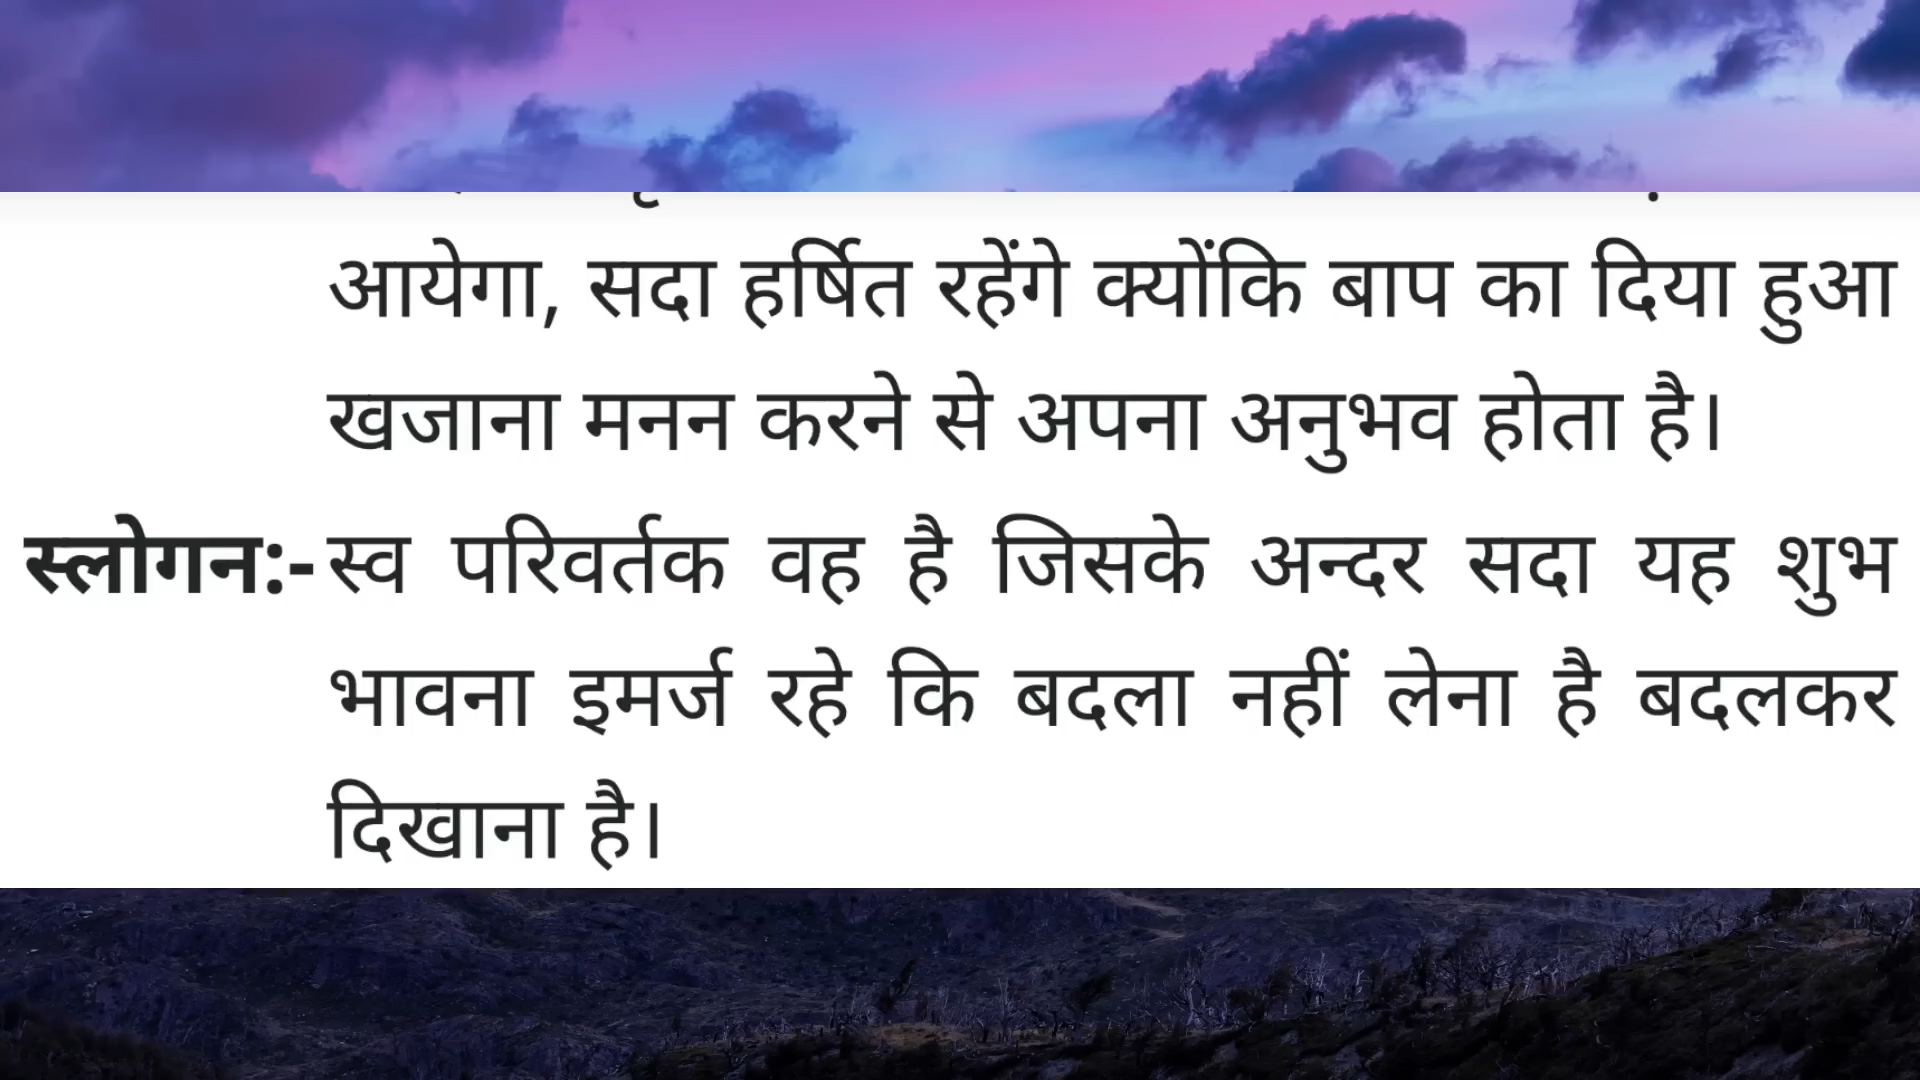 आयेगा, सदा हर्षित रहेंगे क्योंकि बाप का दिया हुआ
खजाना मनन करने से अपना अनुभव होता है।
स्लोगन:- स्व परिवर्तक वह है जिसके अन्दर सदा यह शुभ
भावना इमर्ज रहे कि बदला नहीं लेना है बदलकर
दिखाना है।